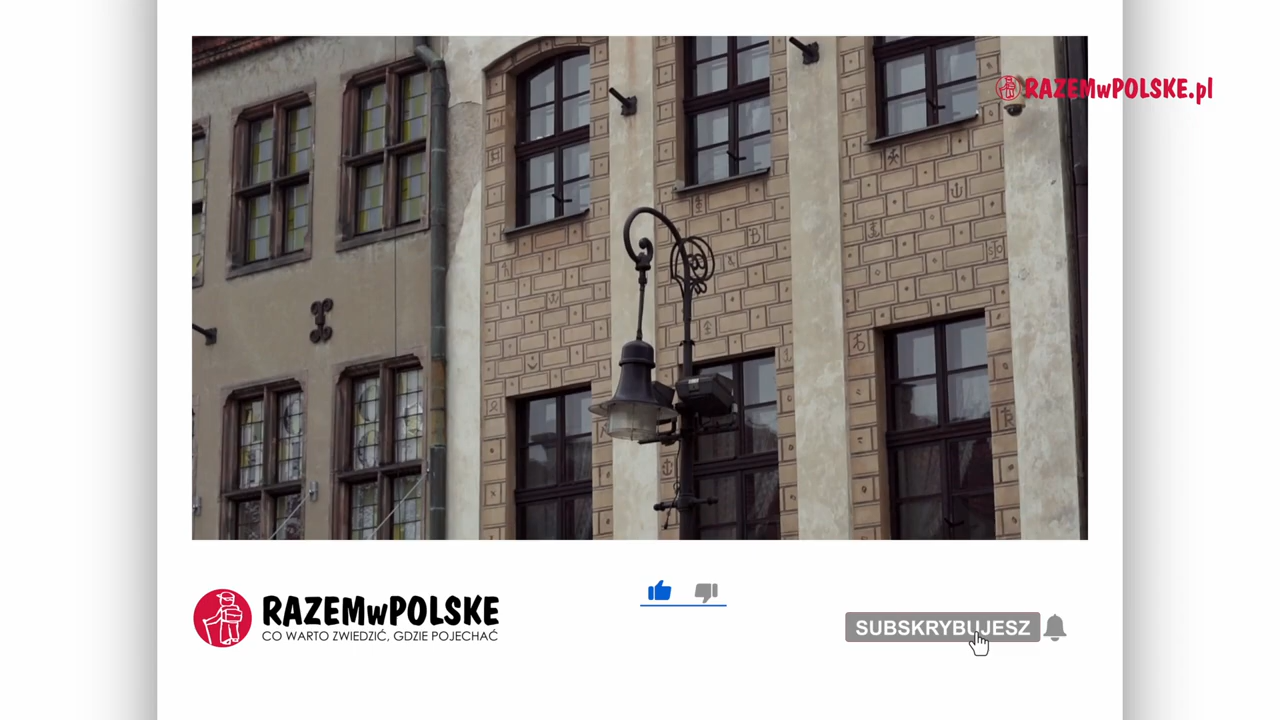 RAZEMwPOLSKE.pl
RAZEMwPOLSKE
CO WARTO ZWIEDZIĆ, GDZIE POJECHAĆ
SUBSKRYBUJESZ